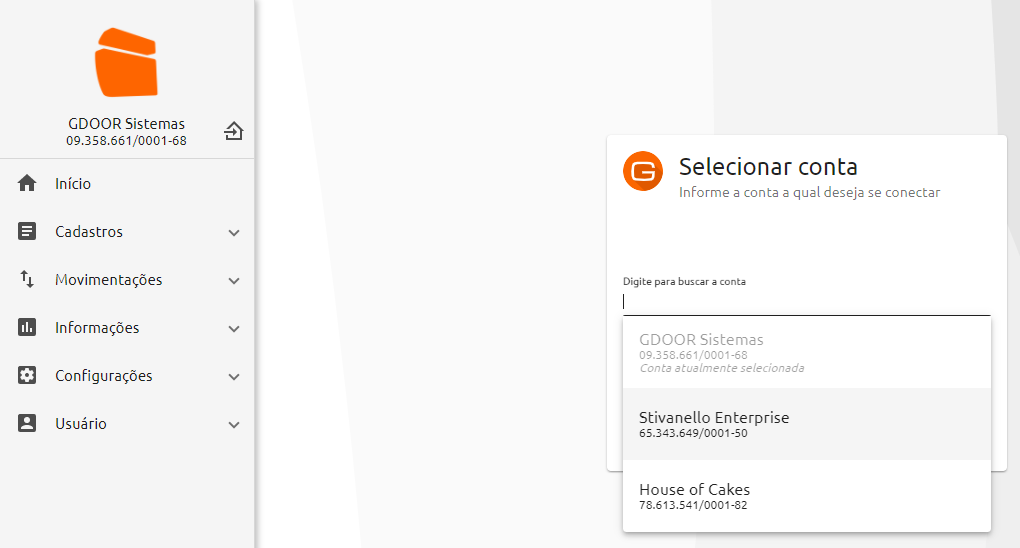 GDOOR Sistemas
09.358.661/0001-68
Início
Cadastros
Movimentações
Informações
Configurações
Usuário
G
Selecionar conta
Informe a conta a qual deseja se conectar
Digite para buscar a conta
GDOOR Sistemas
09.358.661/0001-68
Conta atualmente selecionada
Stivanello Enterprise
65.343.649/0001-50
House of Cakes
78.613.541/0001-82